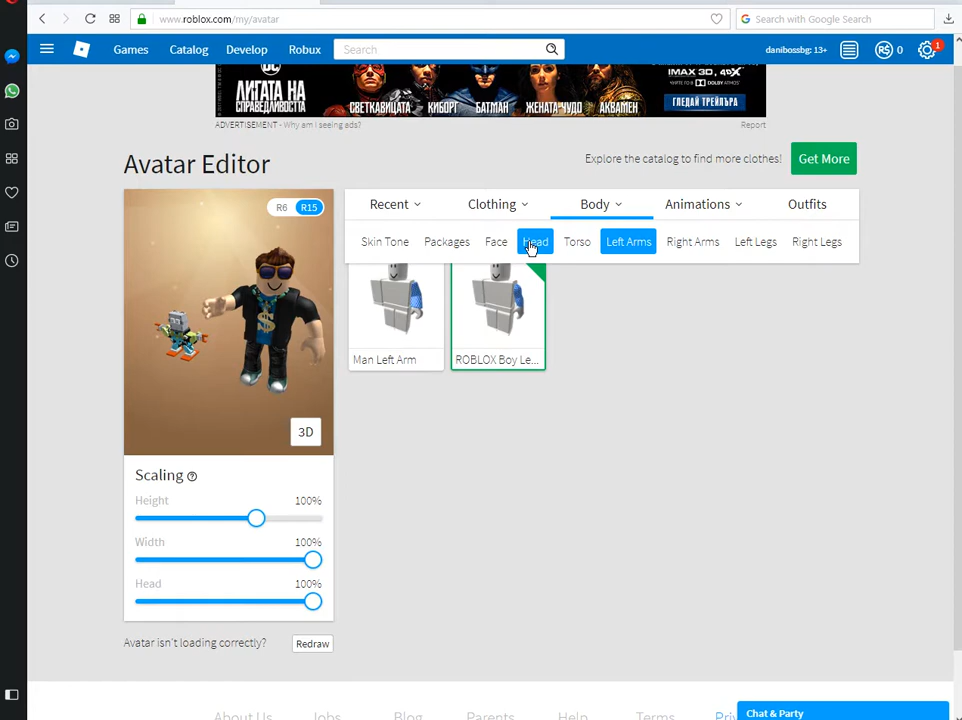 www.roblox.com/my/avatar
Search with Google Search
Games
Catalog
Develop
Robux
Search
danibossbg: 13+
R$ 0
1
DC
ЛИГАТА НА
СПРАВЕДЛИВОСТТА
СВЕТКАВИЦАТА
КИБОРГ
БАТМАН
ЖЕНАТА ЧУДО
АКВАМЕН
IMAX 3D, 4DX
ГЛЕДАЙ ТРЕЙЛЪРА
ADVERTISEMENT - Why am I seeing ads?
Report
Avatar Editor
Explore the catalog to find more clothes!
Get More
R6
R15
Recent
Clothing
Body
Animations
Outfits
Skin Tone
Packages
Face
Head
Torso
Left Arms
Right Arms
Left Legs
Right Legs
$
Man Left Arm
ROBLOX Boy Le...
3D
Scaling
Height
100%
Width
100%
Head
100%
Avatar isn't loading correctly?
Redraw
About Us
Jobs
Blog
Parents
Help
Terms
Pri
Chat & Party